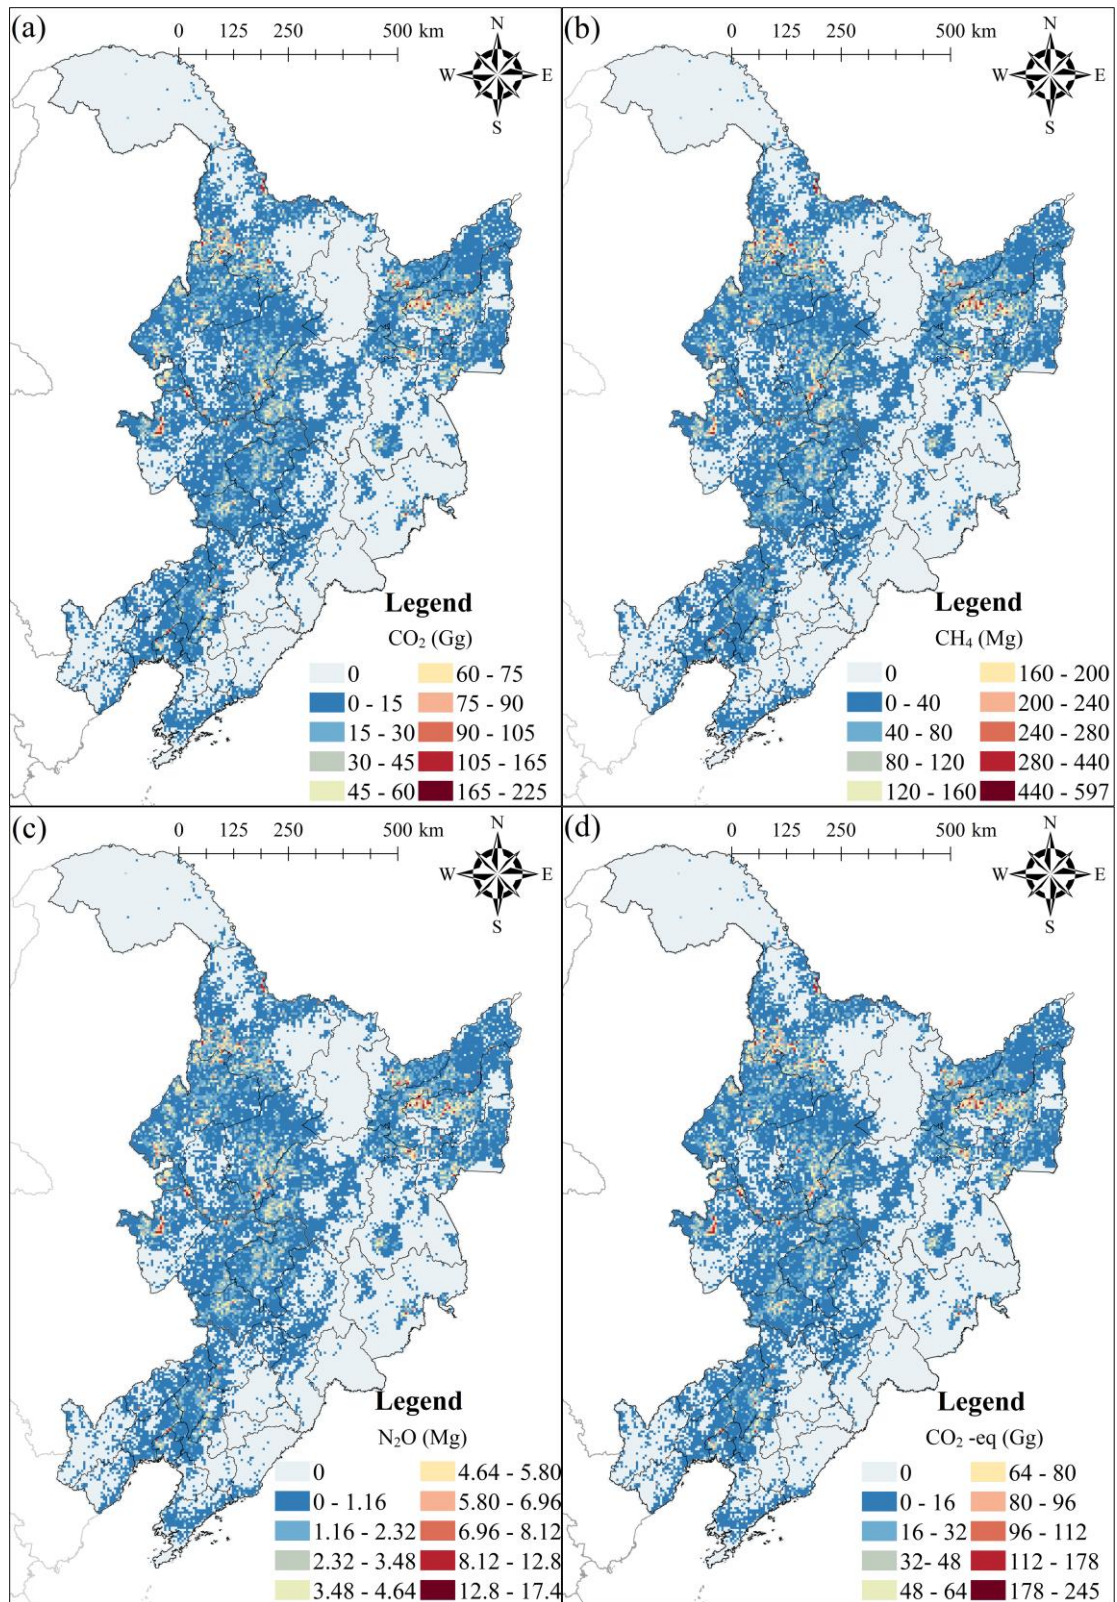 (a)
0 125 250 500 km
N
W E
S
Legend
CO₂ (Gg)
0 60 - 75
0 - 15 75 - 90
15 - 30 90 - 105
30 - 45 105 - 165
45 - 60 165 - 225
(b)
0 125 250 500 km
N
W E
S
Legend
CH₄ (Mg)
0 160 - 200
0 - 40 200 - 240
40 - 80 240 - 280
80 - 120 280 - 440
120 - 160 440 - 597
(c)
0 125 250 500 km
N
W E
S
Legend
N₂O (Mg)
0 4.64 - 5.80
0 - 1.16 5.80 - 6.96
1.16 - 2.32 6.96 - 8.12
2.32 - 3.48 8.12 - 12.8
3.48 - 4.64 12.8 - 17.4
(d)
0 125 250 500 km
N
W E
S
Legend
CO₂ -eq (Gg)
0 64 - 80
0 - 16 80 - 96
16 - 32 96 - 112
32- 48 112 - 178
48 - 64 178 - 245